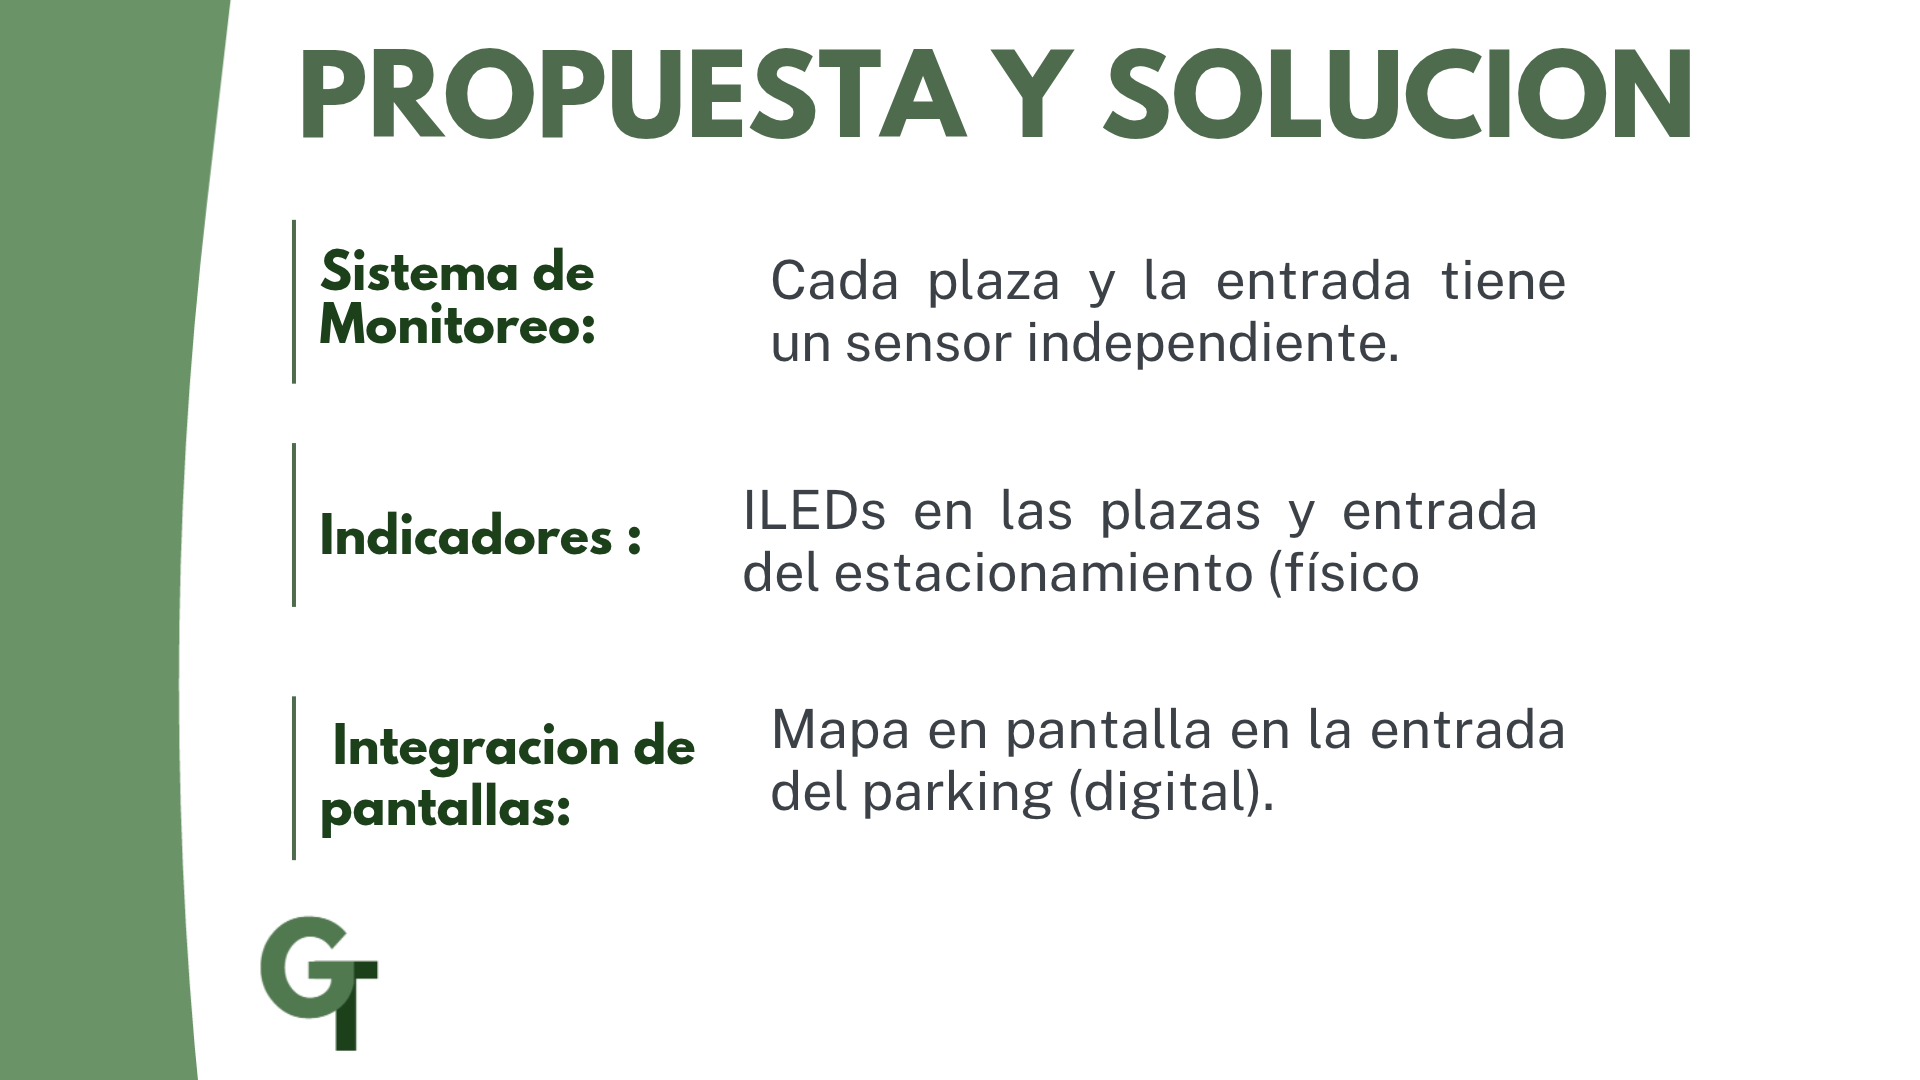 PROPUESTA Y SOLUCION
Sistema de
Monitoreo:
Cada plaza y la entrada tiene
un sensor independiente.
Indicadores :
ILEDs en las plazas y entrada
del estacionamiento (físico
Integracion de
pantallas:
Mapa en pantalla en la entrada
del parking (digital).
GT